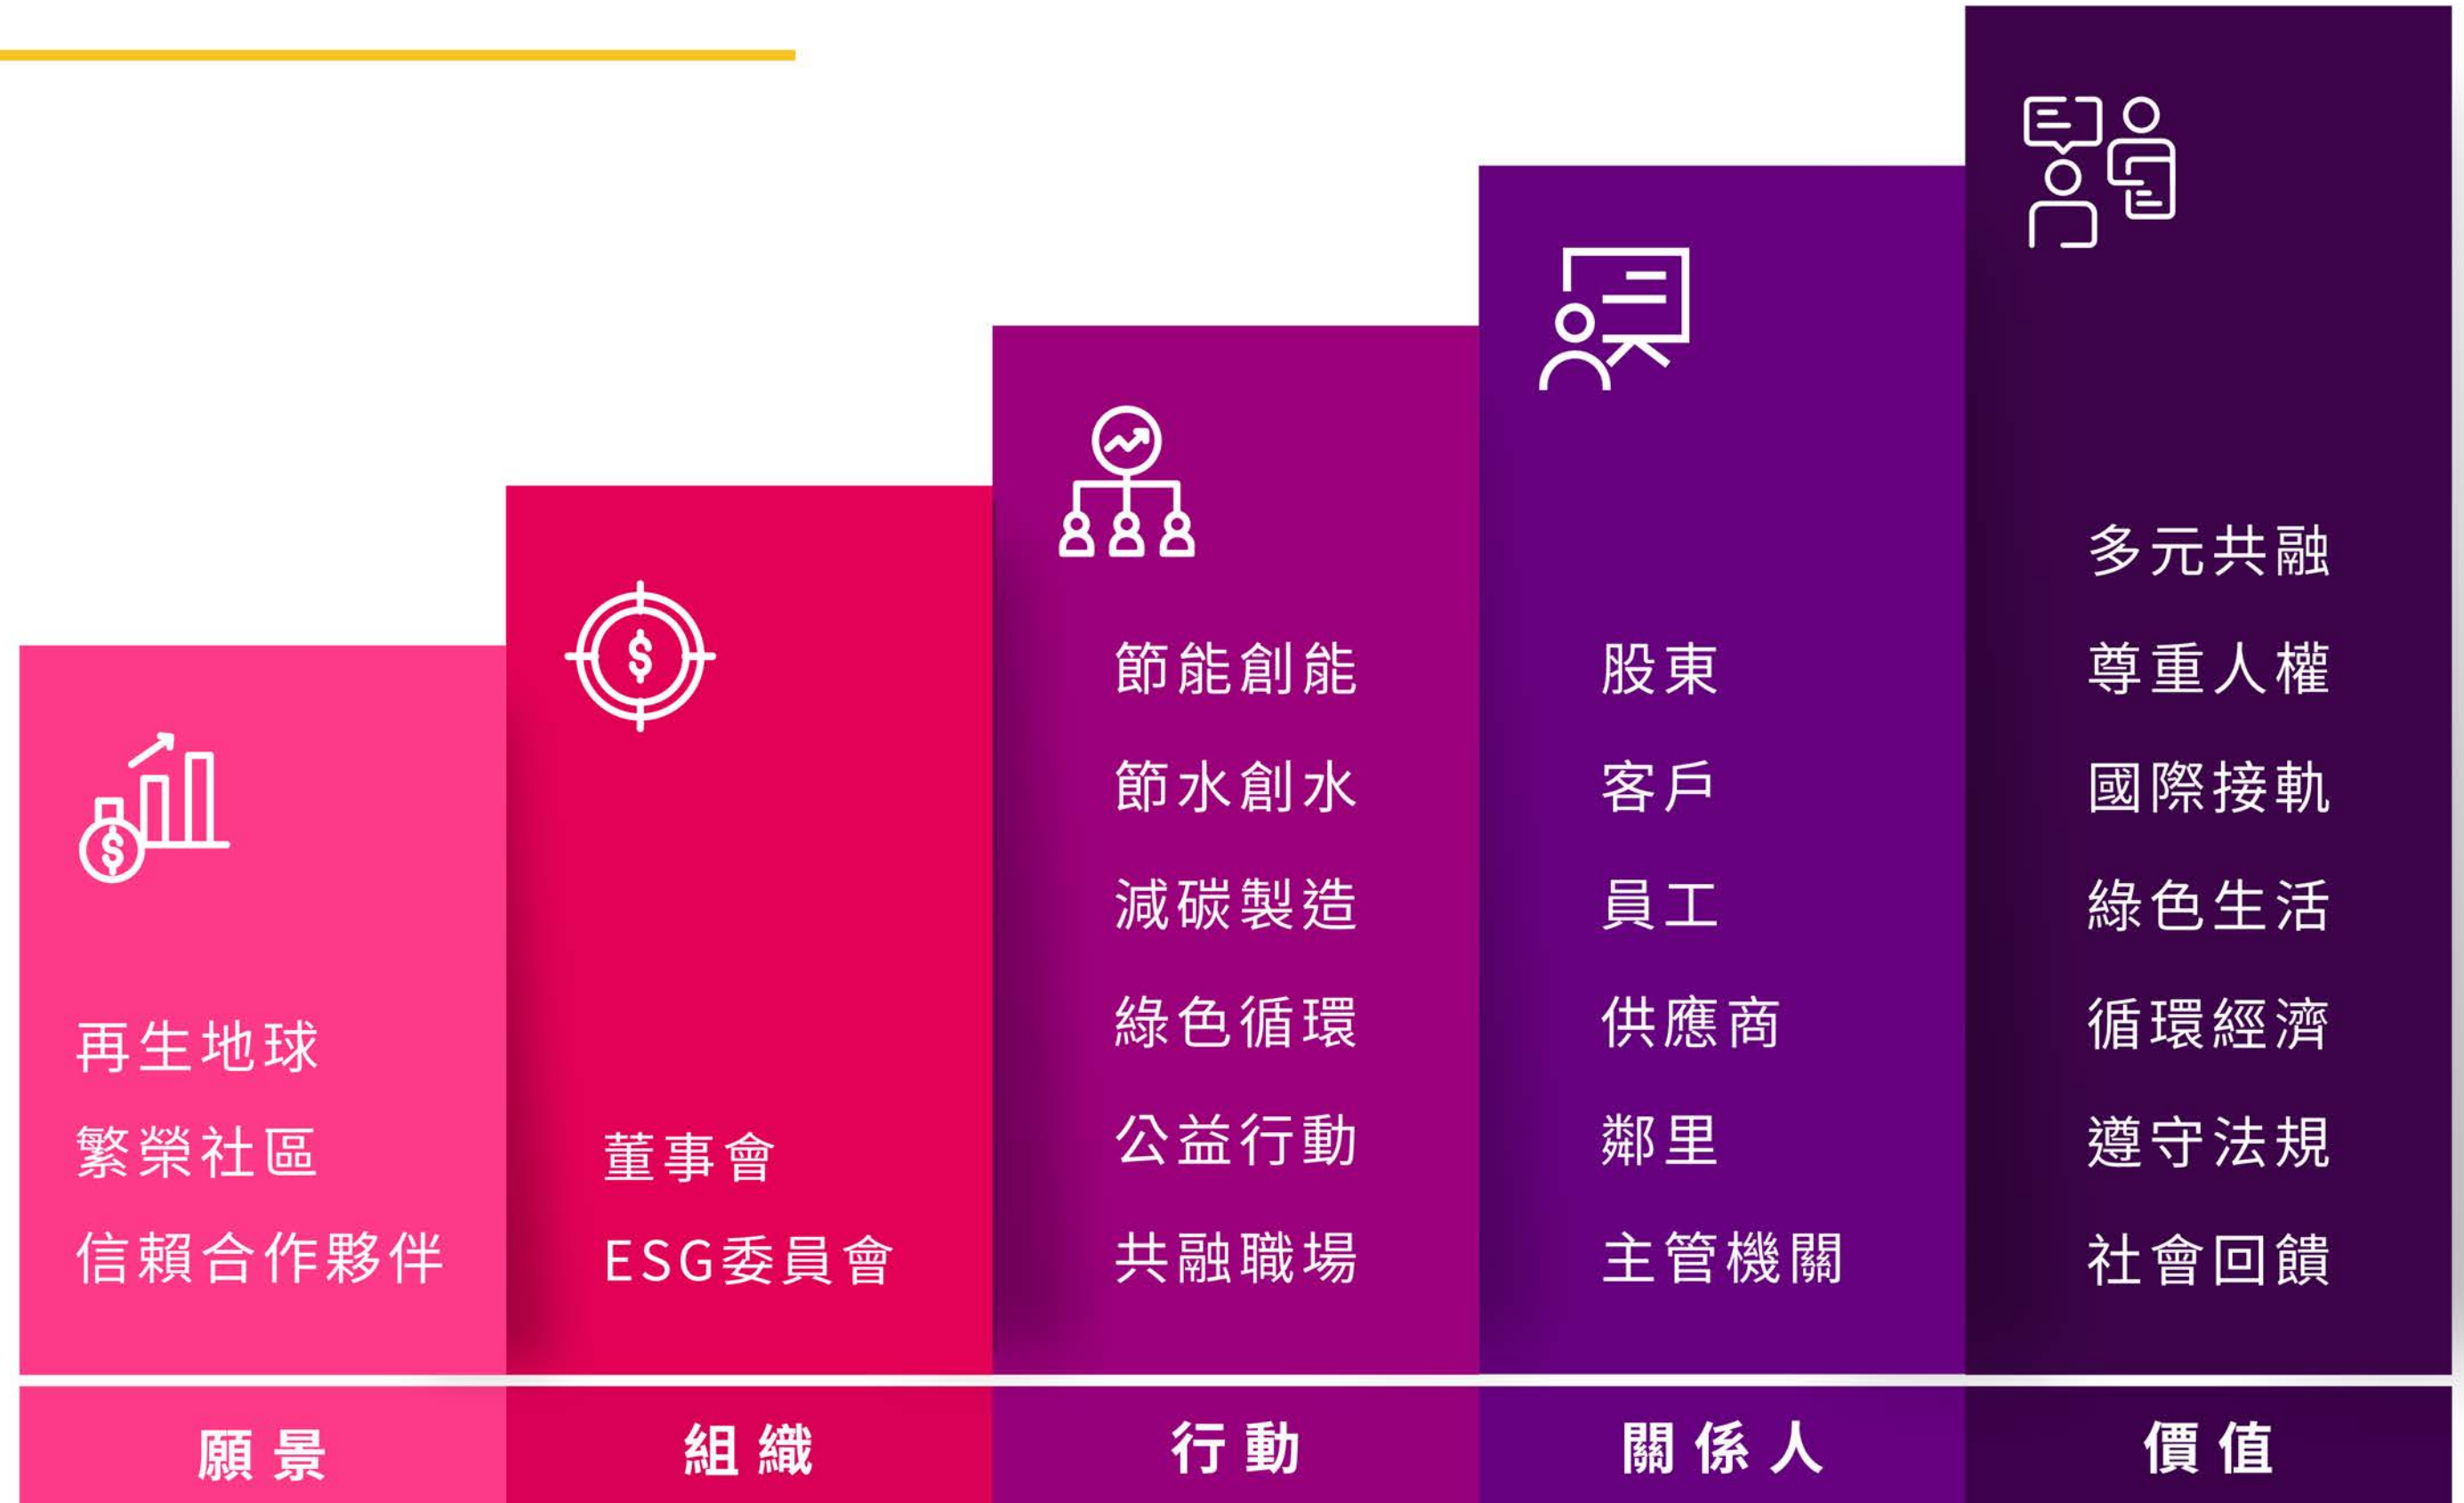 再生地球
繁榮社區
信賴合作夥伴
願景
董事會
ESG委員會
組織
節能創能
節水創水
減碳製造
綠色循環
公益行動
共融職場
行動
股東
客戶
員工
供應商
鄰里
主管機關
關係人
多元共融
尊重人權
國際接軌
綠色生活
循環經濟
遵守法規
社會回饋
價值